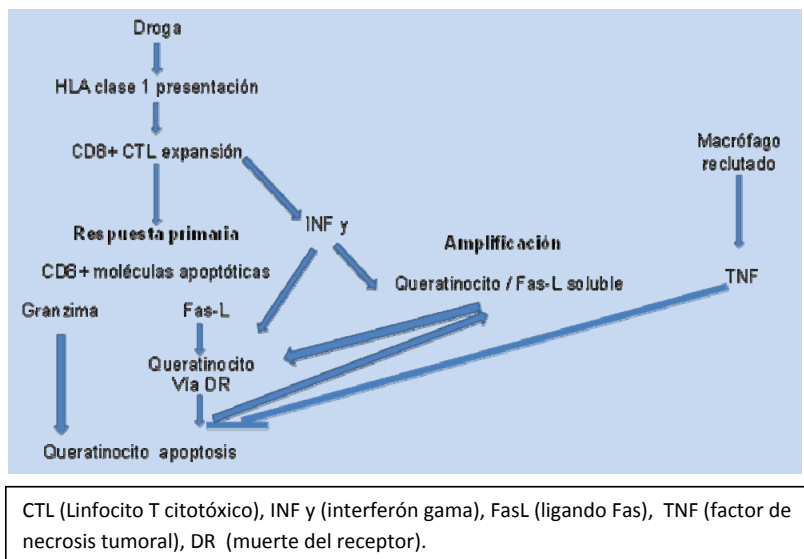 Droga
HLA clase 1 presentación
CD8+ CTL expansión
Macrófago
reclutado
INF y
Respuesta primaria
Amplificación
CD8+ moléculas apoptóticas
Queratinocito / Fas-L soluble
TNF
Granzima
Fas-L
Queratinocito
Vía DR
Queratinocito apoptosis
CTL (Linfocito T citotóxico), INF y (interferón gama), FasL (ligando Fas), TNF (factor de
necrosis tumoral), DR (muerte del receptor).